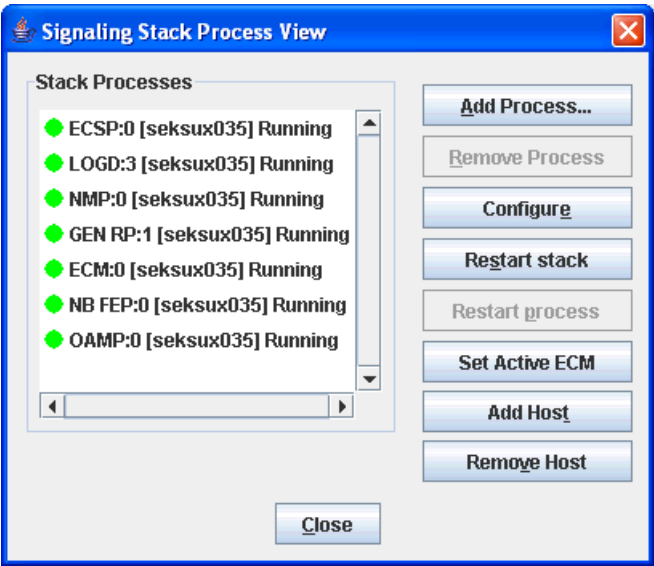 Signaling Stack Process View
Stack Processes
ECSP:0 [seksux035] Running
LOGD:3 [seksux035] Running
NMP:0 [seksux035] Running
GEN RP:1 [seksux035] Running
ECM:0 [seksux035] Running
NB FEP:0 [seksux035] Running
OAMP:0 [seksux035] Running
Add Process...
Remove Process
Configure
Restart stack
Restart process
Set Active ECM
Add Host
Remove Host
Close